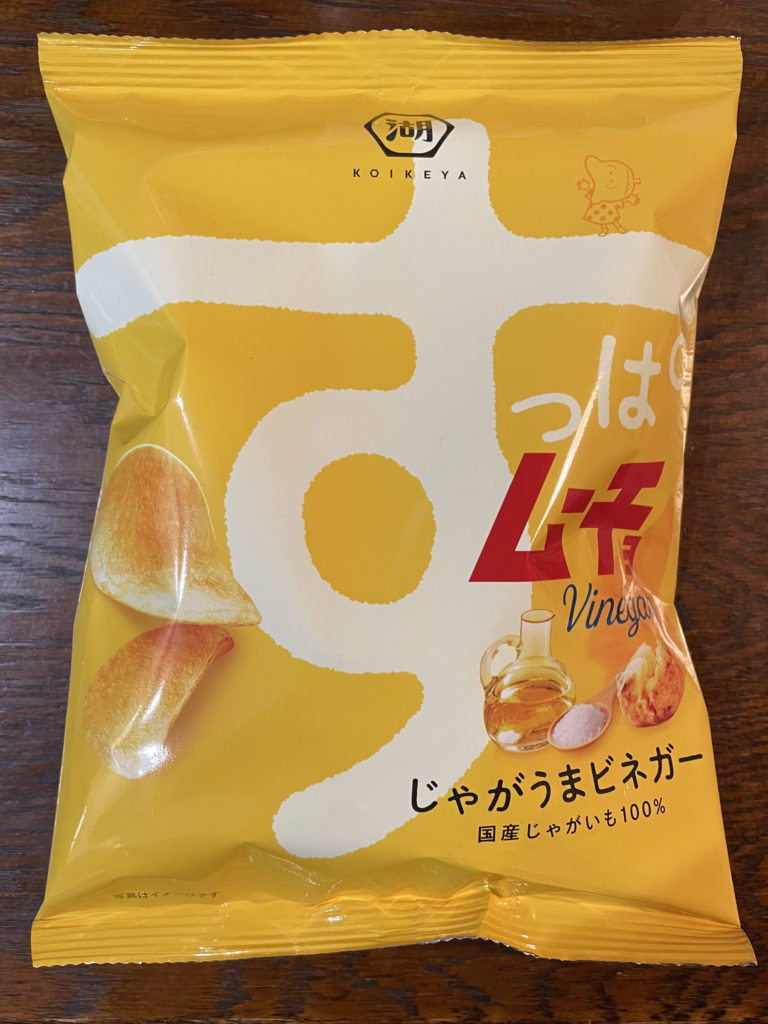 湖
KOIKEYA
す
っぱ
ムーチョ
Vinega
じゃがうまビネガー
国産じゃがいも100%
写真はイメージです